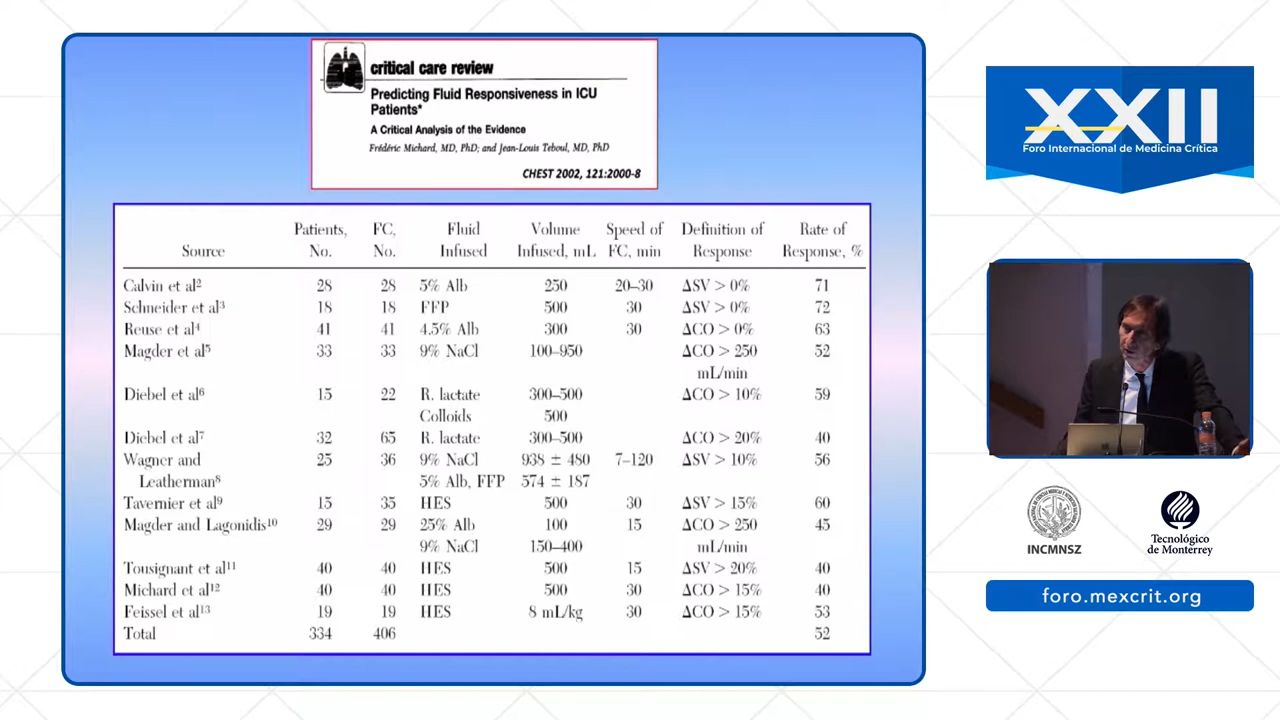 critical care review
Predicting Fluid Responsiveness in ICU
Patients*
A Critical Analysis of the Evidence
Frédéric Michard, MD, PhD; and Jean-Louis Teboul, MD, PhD
CHEST 2002, 121:2000-8
Patients, FC, Fluid Volume Speed of Definition of Rate of
Source No. No. Infused Infused, mL FC, min Response Response, %
Calvin et al² 28 28 5% Alb 250 20–30 ΔSV > 0% 71
Schneider et al³ 18 18 FFP 500 30 ΔSV > 0% 72
Reuse et al⁴ 41 41 4.5% Alb 300 30 ΔCO > 0% 63
Magder et al⁵ 33 33 9% NaCl 100–950 ΔCO > 250 52
mL/min
Diebel et al⁶ 15 22 R. lactate 300–500 ΔCO > 10% 59
Colloids 500
Diebel et al⁷ 32 65 R. lactate 300–500 ΔCO > 20% 40
Wagner and 25 36 9% NaCl 938 ± 480 7–120 ΔSV > 10% 56
Leatherman⁸ 5% Alb, FFP 574 ± 187
Tavernier et al⁹ 15 35 HES 500 30 ΔSV > 15% 60
Magder and Lagonidis¹⁰ 29 29 25% Alb 100 15 ΔCO > 250 45
9% NaCl 150–400 mL/min
Tousignant et al¹¹ 40 40 HES 500 15 ΔSV > 20% 40
Michard et al¹² 40 40 HES 500 30 ΔCO > 15% 40
Feissel et al¹³ 19 19 HES 8 mL/kg 30 ΔCO > 15% 53
Total 334 406 52
XXII
Foro Internacional de Medicina Crítica
INCMNSZ
Tecnológico
de Monterrey
foro.mexcrit.org